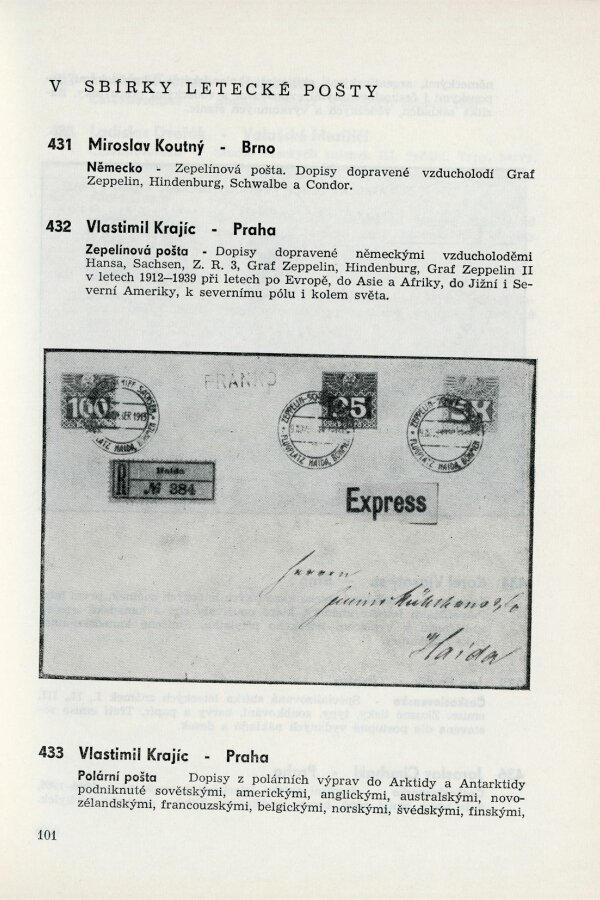 V SBÍRKY LETECKÉ POŠTY
431 Miroslav Koutný - Brno
Německo - Zepelínová pošta. Dopisy dopravené vzducholodí Graf
Zeppelin, Hindenburg, Schwalbe a Condor.
432 Vlastimil Krajíc - Praha
Zepelínová pošta - Dopisy dopravené německými vzducholoděmi
Hansa, Sachsen, Z. R. 3, Graf Zeppelin, Hindenburg, Graf Zeppelin II
v letech 1912—1939 při letech po Evropě, do Asie a Afriky, do Jižní i Se-
verní Ameriky, k severnímu pólu i kolem světa.
FRANKO
100 25
FLUGPLATZ HAIDA, BÖHMEN
R Haida
№ 384
Express
Herrn
Haida
433 Vlastimil Krajíc - Praha
Polární pošta Dopisy z polárních výprav do Arktidy a Antarktidy
podniknuté sovětskými, americkými, anglickými, australskými, novo-
zélandskými, francouzskými, belgickými, norskými, švédskými, finskými,
101